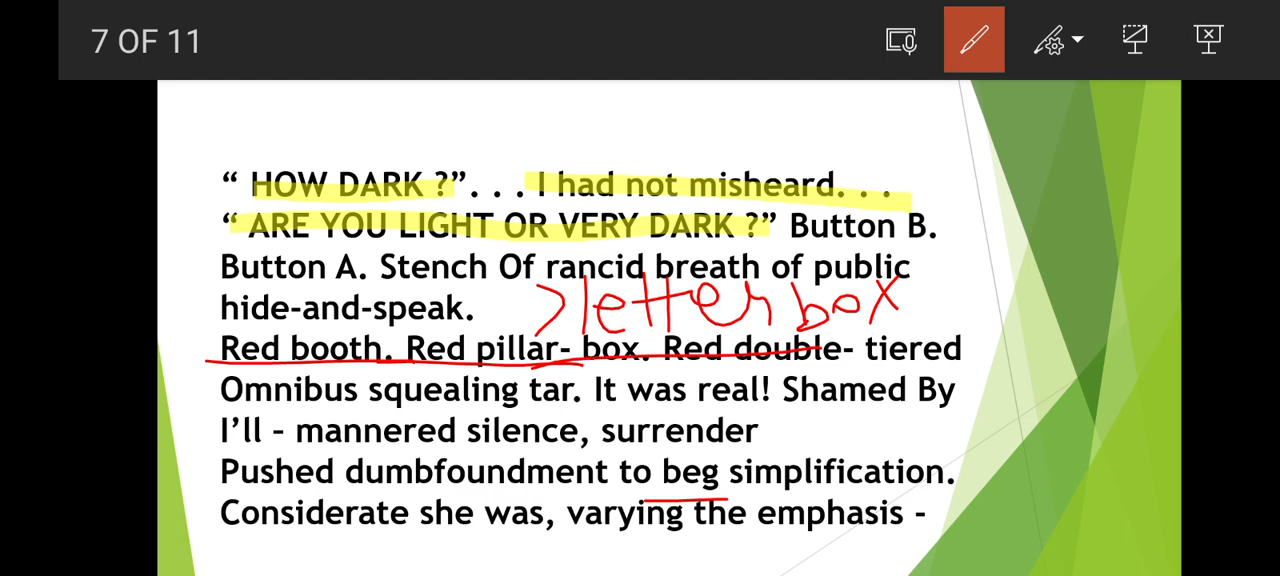 7 OF 11
“ HOW DARK ?”. . . I had not misheard. . .
“ ARE YOU LIGHT OR VERY DARK ?” Button B.
Button A. Stench Of rancid breath of public
hide-and-speak.
>letter box
Red booth. Red pillar- box. Red double- tiered
Omnibus squealing tar. It was real! Shamed By
I’ll – mannered silence, surrender
Pushed dumbfoundment to beg simplification.
Considerate she was, varying the emphasis -